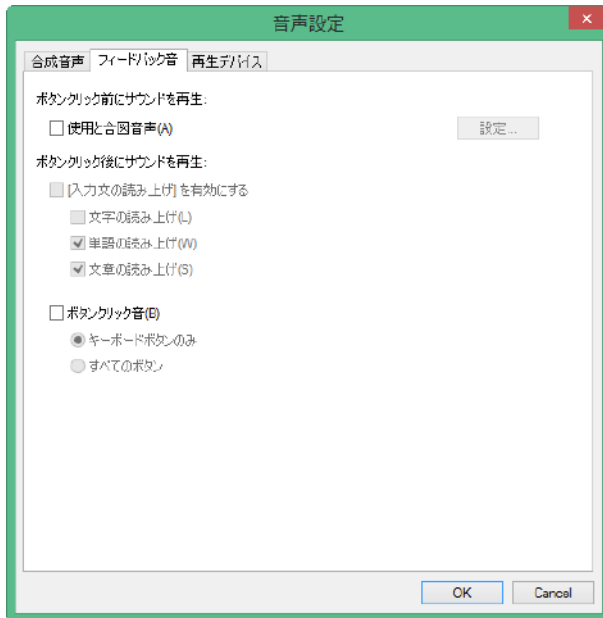 音声設定
合成音声 フィードバック音 再生デバイス
ボタンクリック前にサウンドを再生:
使用と合図音声(A) 設定...
ボタンクリック後にサウンドを再生:
[入力文の読み上げ] を有効にする
文字の読み上げ(L)
単語の読み上げ(W)
文章の読み上げ(S)
ボタンクリック音(B)
キーボードボタンのみ
すべてのボタン
OK Cancel